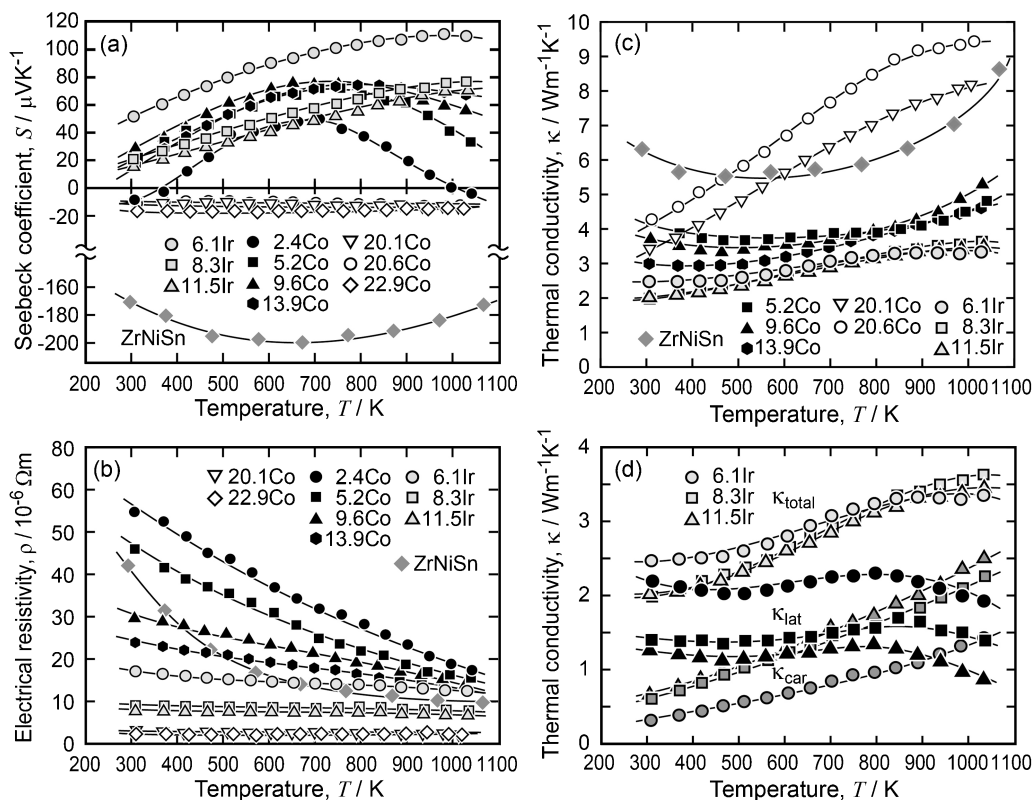 (a)
Seebeck coefficient, S / μVK⁻¹
120
100
80
60
40
20
0
-20
-160
-180
-200
6.1Ir
8.3Ir
11.5Ir
2.4Co
5.2Co
9.6Co
13.9Co
20.1Co
20.6Co
22.9Co
ZrNiSn
200 300 400 500 600 700 800 900 1000 1100
Temperature, T / K
(c)
Thermal conductivity, κ / Wm⁻¹K⁻¹
10
9
8
7
6
5
4
3
2
1
0
ZrNiSn
5.2Co
9.6Co
13.9Co
20.1Co
20.6Co
6.1Ir
8.3Ir
11.5Ir
200 300 400 500 600 700 800 900 1000 1100
Temperature, T / K
(b)
Electrical resistivity, ρ / 10⁻⁶ Ωm
80
60
50
40
30
20
10
0
20.1Co
22.9Co
2.4Co
5.2Co
9.6Co
13.9Co
6.1Ir
8.3Ir
11.5Ir
ZrNiSn
200 300 400 500 600 700 800 900 1000 1100
Temperature, T / K
(d)
Thermal conductivity, κ / Wm⁻¹K⁻¹
4
3
2
1
0
6.1Ir
8.3Ir
11.5Ir
κtotal
κlat
κcar
200 300 400 500 600 700 800 900 1000 1100
Temperature, T / K